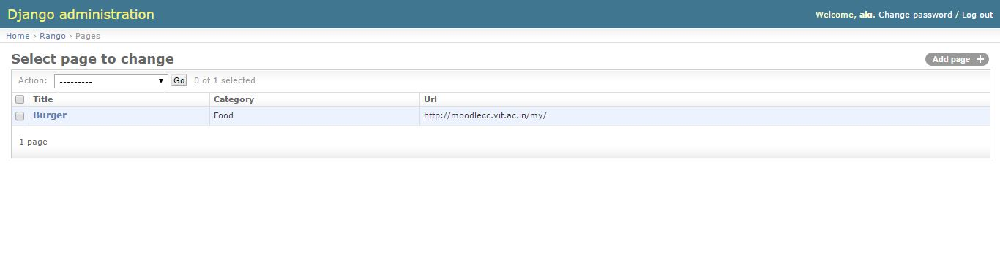 Django administration Welcome, aki. Change password / Log out
Home › Rango › Pages
Select page to change Add page +
Action: --------- Go 0 of 1 selected
Title Category Url
Burger Food http://moodlecc.vit.ac.in/my/
1 page